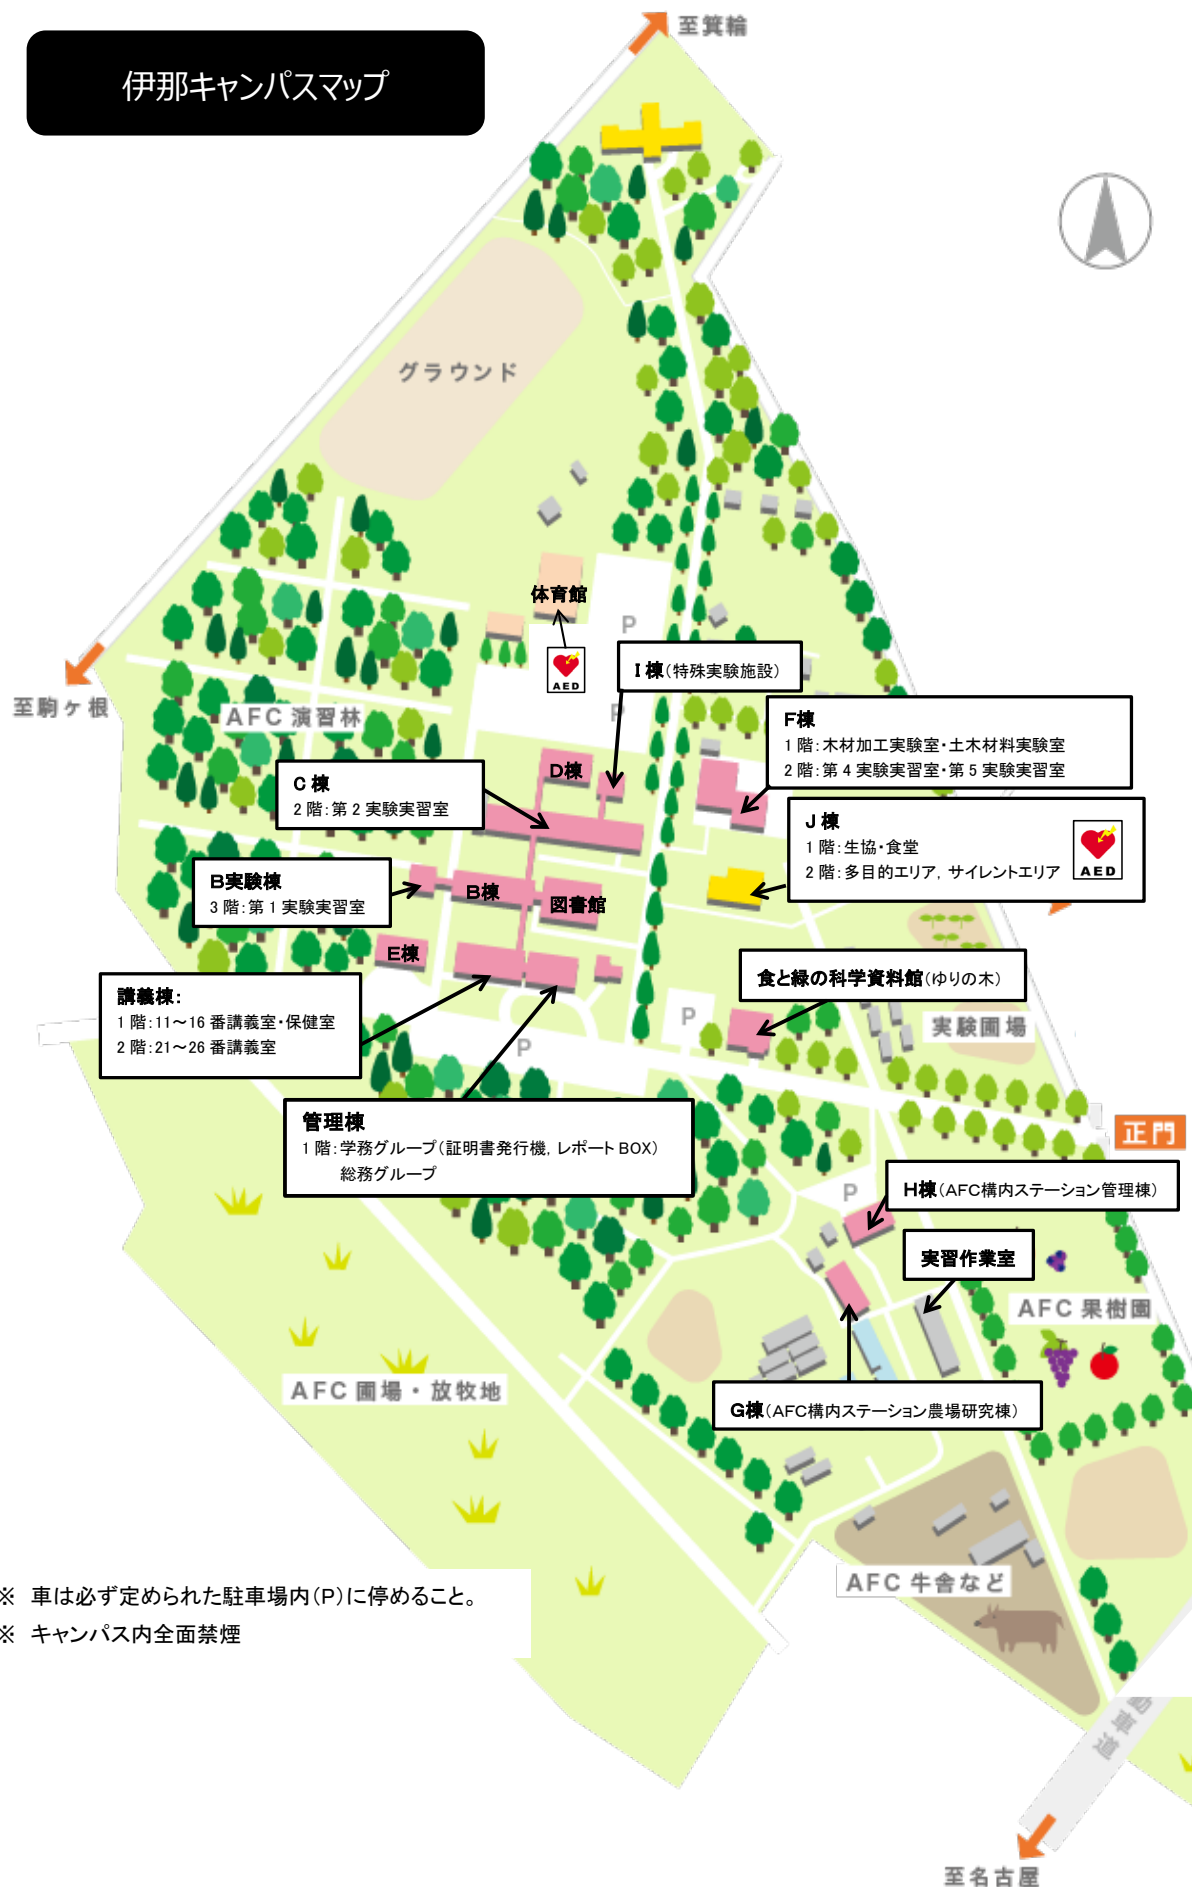 伊那キャンパスマップ
至箕輪
グラウンド
体育館
AED
P
I 棟(特殊実験施設)
P
至駒ヶ根
AFC 演習林
F棟
1 階:木材加工実験室・土木材料実験室
2 階:第 4 実験実習室・第 5 実験実習室
D棟
C 棟
2 階:第 2 実験実習室
J 棟
1 階:生協・食堂
2 階:多目的エリア, サイレントエリア
AED
B実験棟
3 階:第 1 実験実習室
B棟
図書館
E棟
食と緑の科学資料館(ゆりの木)
講義棟:
1 階:11～16 番講義室・保健室
2 階:21～26 番講義室
P
実験圃場
P
管理棟
1 階:学務グループ(証明書発行機, レポート BOX)
総務グループ
正門
H棟(AFC構内ステーション管理棟)
P
実習作業室
AFC 果樹園
AFC 圃場・放牧地
G棟(AFC構内ステーション農場研究棟)
AFC 牛舎など
※ 車は必ず定められた駐車場内(P)に停めること。
※ キャンパス内全面禁煙
動車道
至名古屋